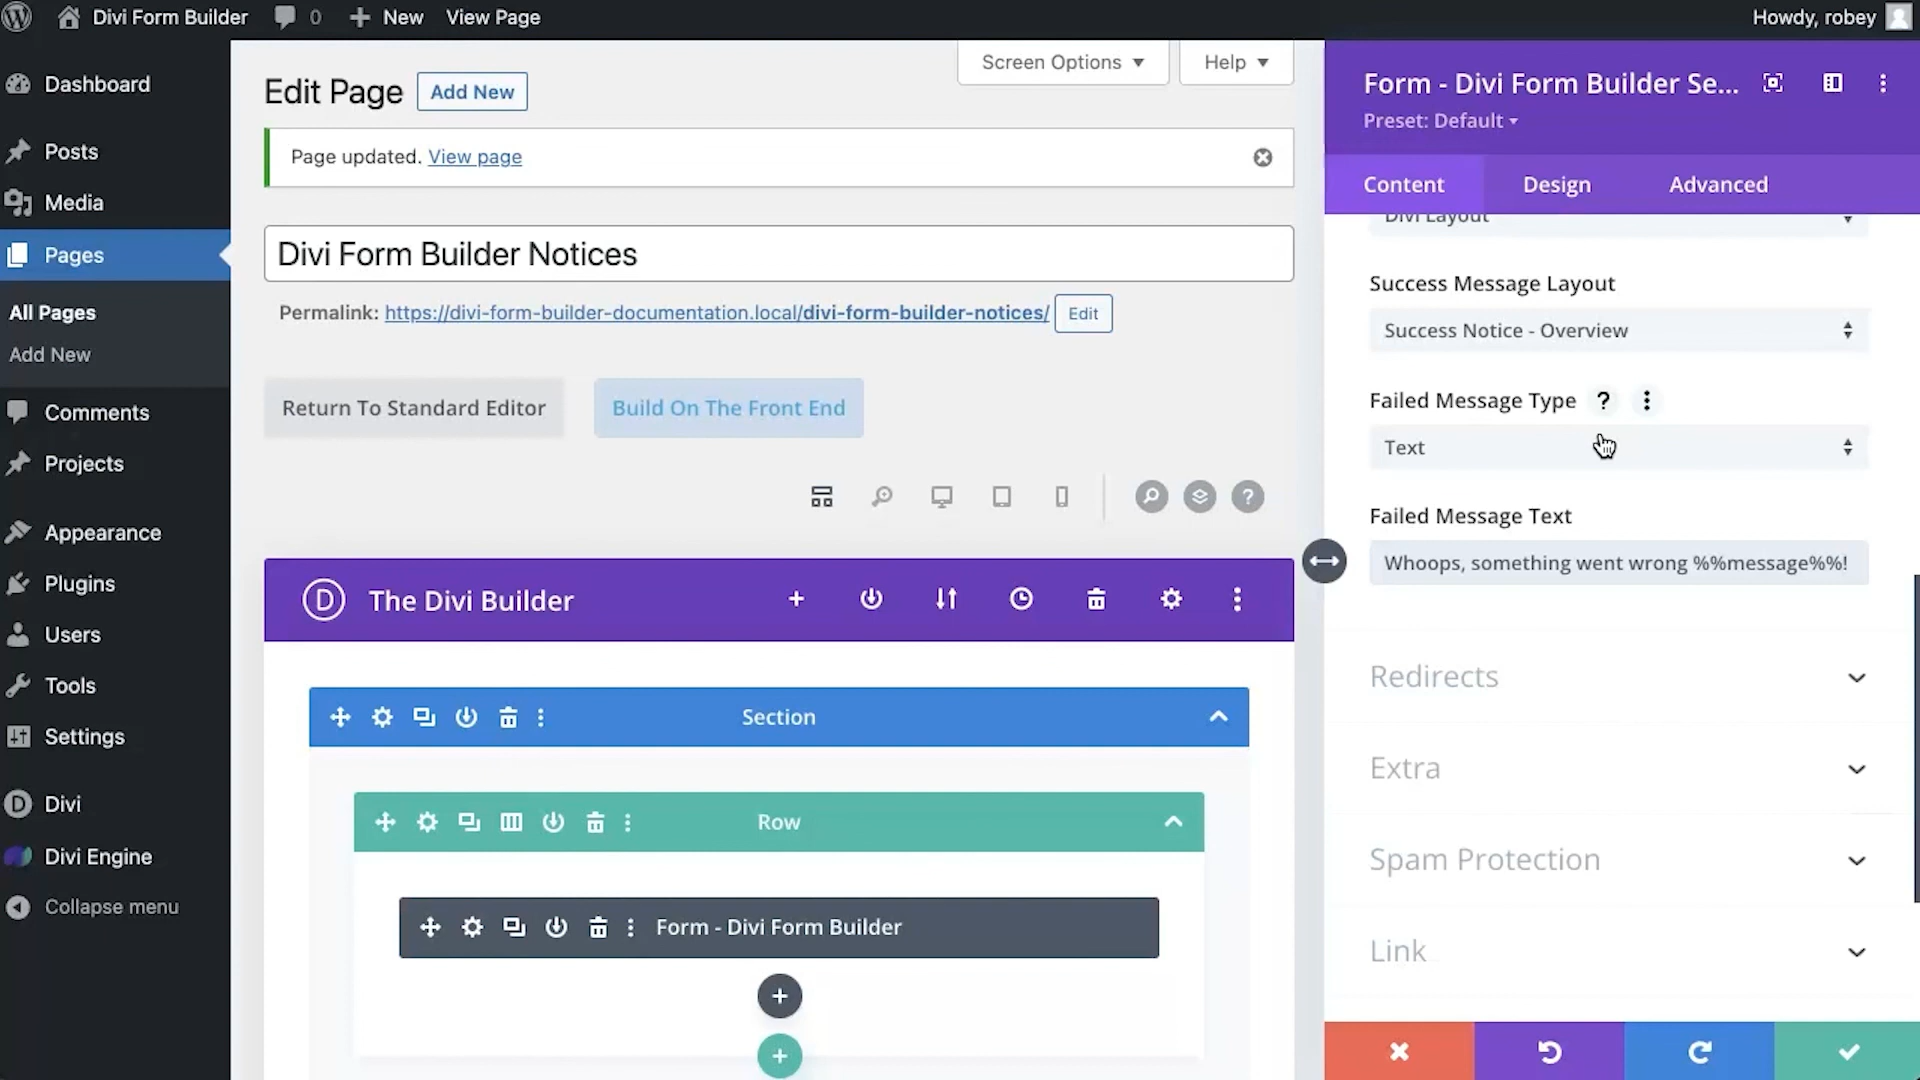 Divi Form Builder 0 New View Page Howdy, robey
Dashboard
Posts
Media
Pages
All Pages
Add New
Comments
Projects
Appearance
Plugins
Users
Tools
Settings
Divi
Divi Engine
Collapse menu
Screen Options Help
Edit Page Add New
Page updated. View page
Divi Form Builder Notices
Permalink: https://divi-form-builder-documentation.local/divi-form-builder-notices/ Edit
Return To Standard Editor Build On The Front End
The Divi Builder
Section
Row
Form - Divi Form Builder
Form - Divi Form Builder Se...
Preset: Default
Content Design Advanced
Divi Layout
Success Message Layout
Success Notice - Overview
Failed Message Type ?
Text
Failed Message Text
Whoops, something went wrong %%message%%!
Redirects
Extra
Spam Protection
Link